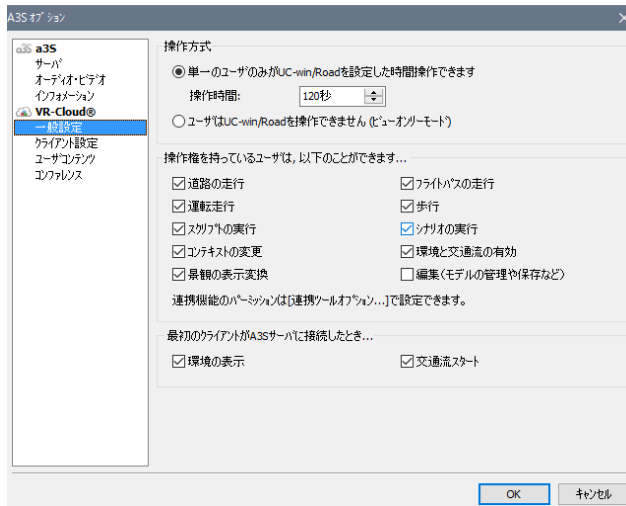 A3S ｵﾌﾟｼｮﾝ
a3S a3S
ｻｰﾊﾞ
ｵｰﾃﾞｨｵ・ﾋﾞﾃﾞｵ
ｲﾝﾌｫﾒｰｼｮﾝ
VR-Cloud®
一般設定
ｸﾗｲｱﾝﾄ設定
ﾕｰｻﾞｺﾝﾃﾝﾂ
ｺﾝﾌｧﾚﾝｽ
操作方式
単一のﾕｰｻﾞのみがUC-win/Roadを設定した時間操作できます
操作時間: 120秒
ﾕｰｻﾞはUC-win/Roadを操作できません (ﾋﾞｭｰｵﾝﾘｰﾓｰﾄﾞ)
操作権を持っているﾕｰｻﾞは, 以下のことができます...
道路の走行 ﾌﾗｲﾄﾊﾟｽの走行
運転走行 歩行
ｽｸﾘﾌﾟﾄの実行 ｼﾅﾘｵの実行
ｺﾝﾃｷｽﾄの変更 環境と交通流の有効
景観の表示変換 編集(ﾓﾃﾞﾙの管理や保存など)
連携機能のﾊﾟｰﾐｯｼｮﾝは[連携ﾂｰﾙｵﾌﾟｼｮﾝ...]で設定できます。
最初のｸﾗｲｱﾝﾄがA3Sｻｰﾊﾞに接続したとき...
環境の表示 交通流ｽﾀｰﾄ
OK ｷｬﾝｾﾙ